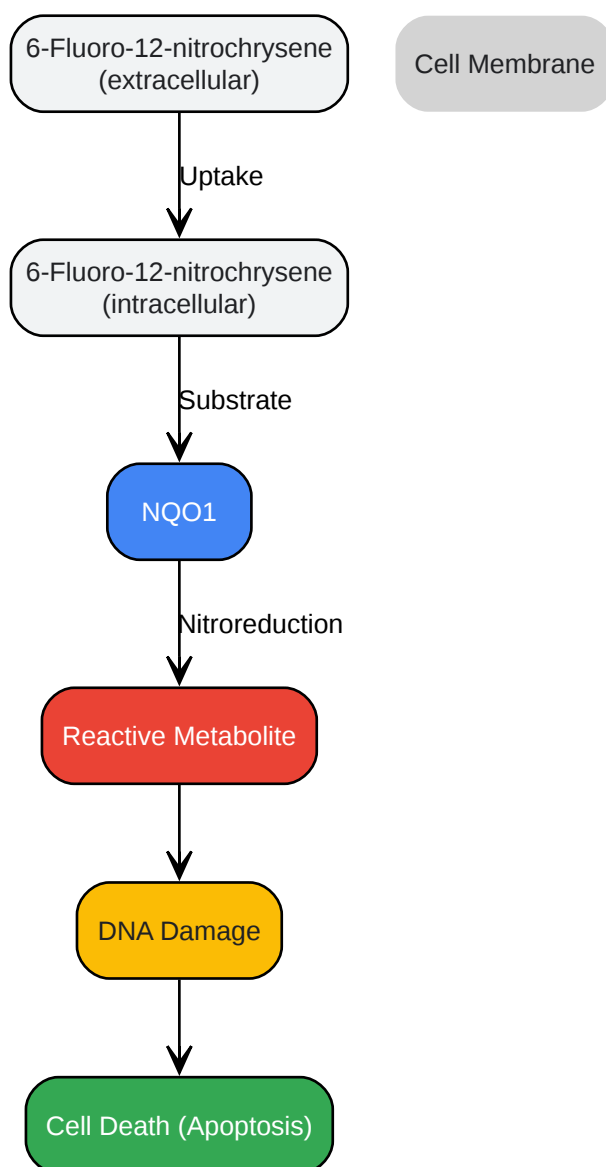 6-Fluoro-12-nitrochrysene
(extracellular)
Cell Membrane
Uptake
6-Fluoro-12-nitrochrysene
(intracellular)
Substrate
NQO1
Nitroreduction
Reactive Metabolite
DNA Damage
Cell Death (Apoptosis)